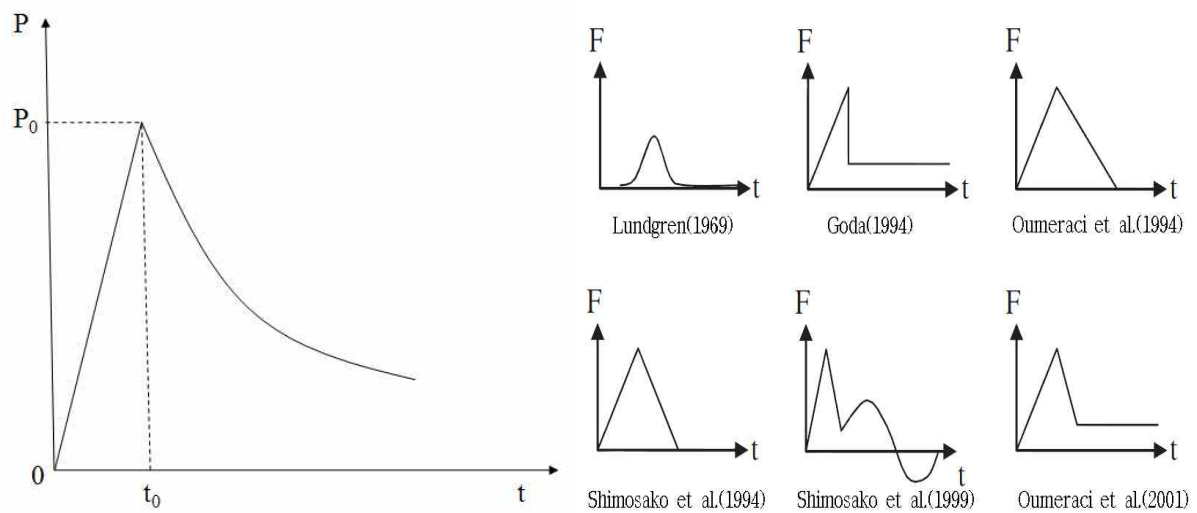 P
P0
0
t0
t
F
t
Lundgren(1969)
F
t
Goda(1994)
F
t
Oumeraci et al.(1994)
F
t
Shimosako et al.(1994)
F
t
Shimosako et al.(1999)
F
t
Oumeraci et al.(2001)